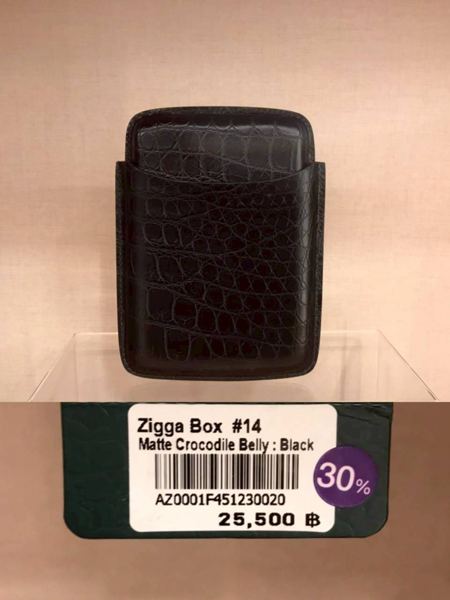 Zigga Box #14
Matte Crocodile Belly : Black
AZ0001F451230020
25,500 ฿
30%